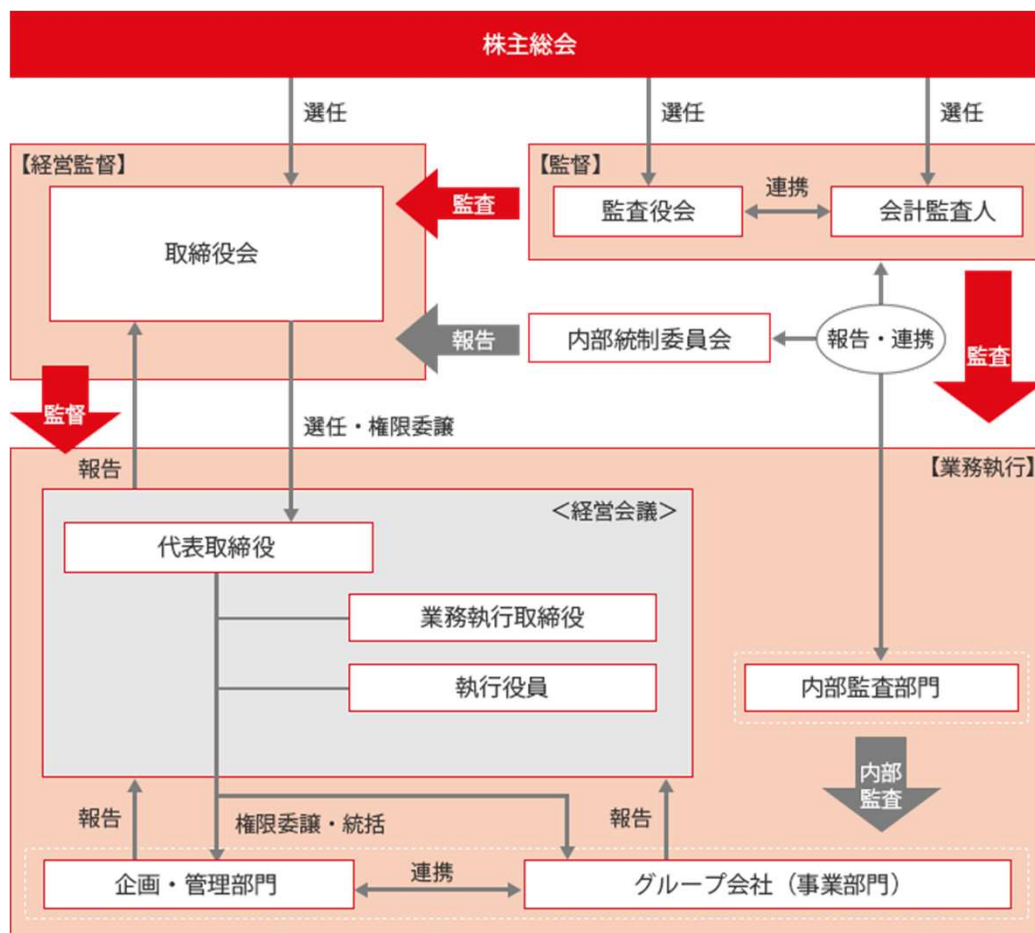 株主総会
選任
選任
選任
【経営監督】
取締役会
監査
【監督】
監査役会
連携
会計監査人
報告
内部統制委員会
報告・連携
監査
監督
選任・権限委譲
報告
【業務執行】
＜経営会議＞
代表取締役
業務執行取締役
執行役員
内部監査部門
内部
監査
報告
権限委譲・統括
報告
企画・管理部門
連携
グループ会社（事業部門）